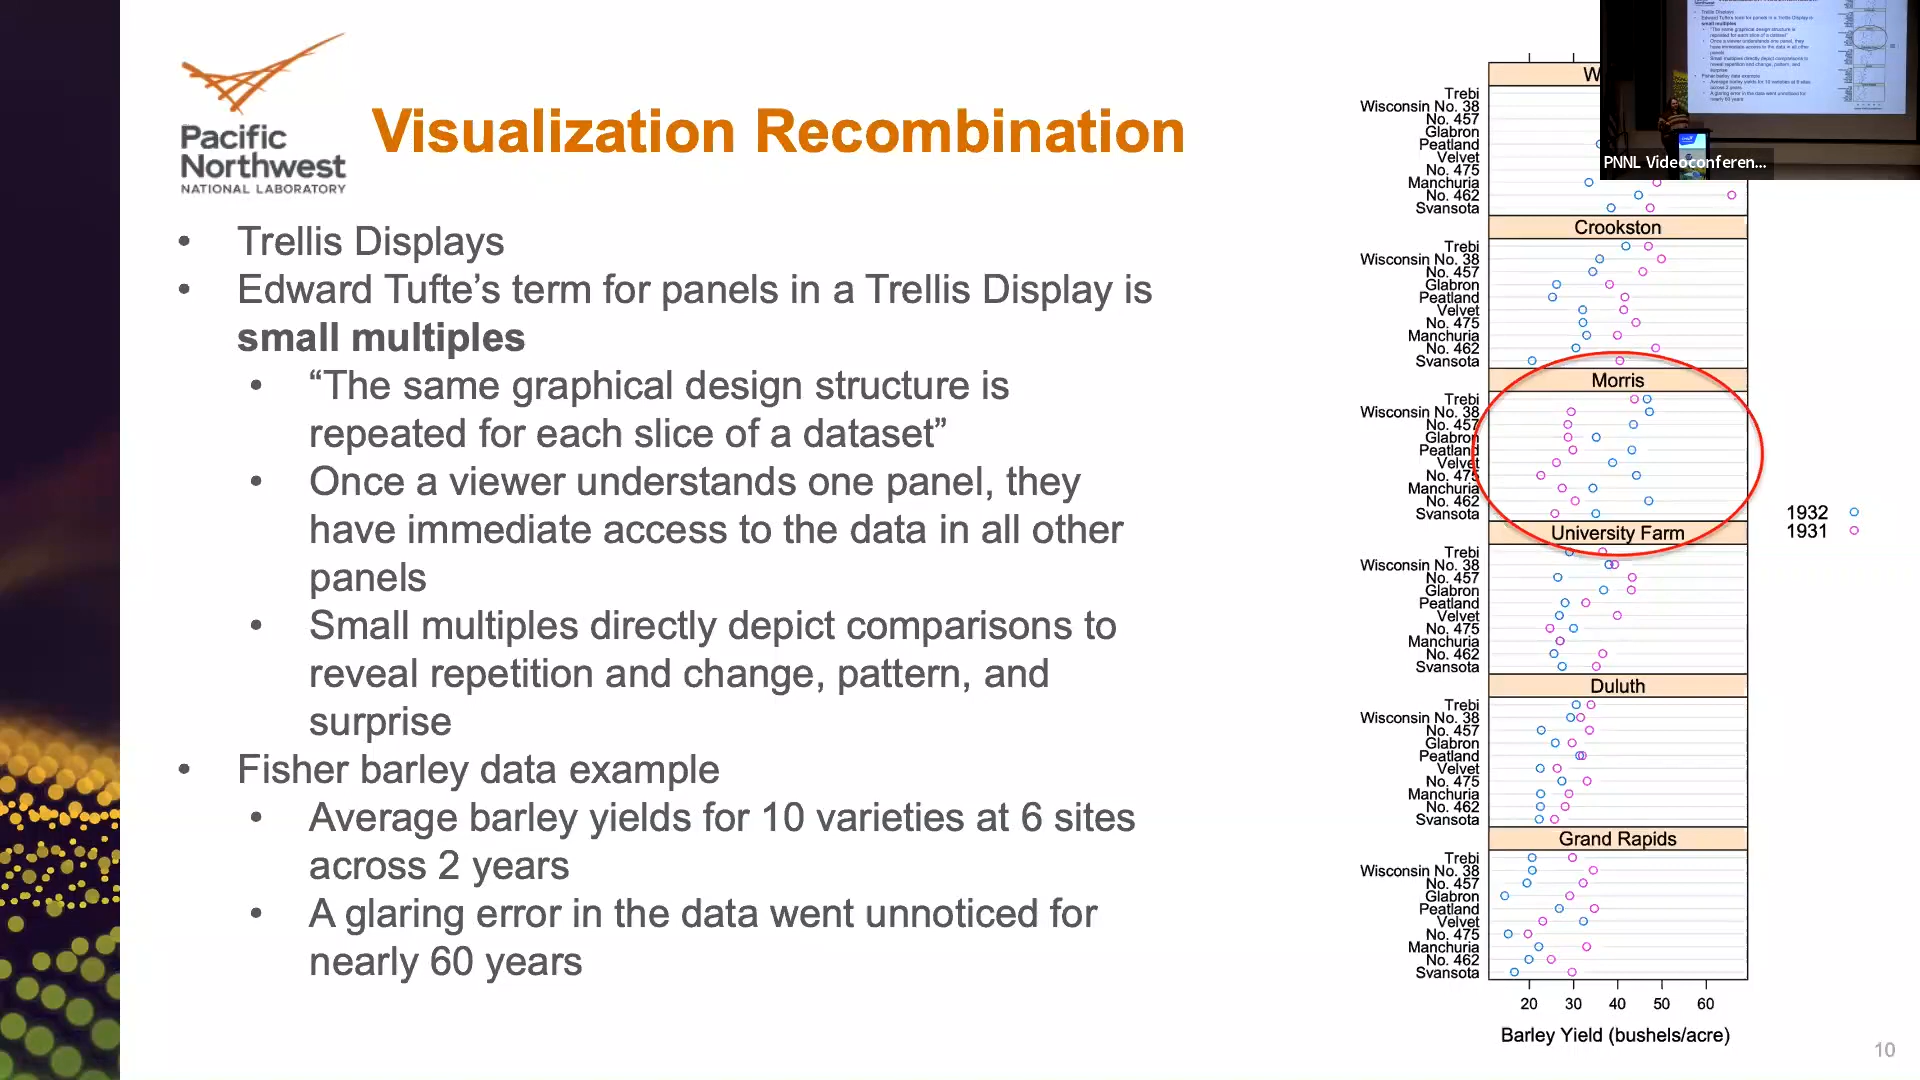 Pacific
Northwest
NATIONAL LABORATORY
Visualization Recombination
• Trellis Displays
• Edward Tufte’s term for panels in a Trellis Display is
small multiples
• “The same graphical design structure is
repeated for each slice of a dataset”
• Once a viewer understands one panel, they
have immediate access to the data in all other
panels
• Small multiples directly depict comparisons to
reveal repetition and change, pattern, and
surprise
• Fisher barley data example
• Average barley yields for 10 varieties at 6 sites
across 2 years
• A glaring error in the data went unnoticed for
nearly 60 years
W
Trebi
Wisconsin No. 38
No. 457
Glabron
Peatland
Velvet
No. 475
Manchuria
No. 462
Svansota
Crookston
Trebi
Wisconsin No. 38
No. 457
Glabron
Peatland
Velvet
No. 475
Manchuria
No. 462
Svansota
Morris
Trebi
Wisconsin No. 38
No. 457
Glabron
Peatland
Velvet
No. 475
Manchuria
No. 462
Svansota
University Farm
Trebi
Wisconsin No. 38
No. 457
Glabron
Peatland
Velvet
No. 475
Manchuria
No. 462
Svansota
Duluth
Trebi
Wisconsin No. 38
No. 457
Glabron
Peatland
Velvet
No. 475
Manchuria
No. 462
Svansota
Grand Rapids
Trebi
Wisconsin No. 38
No. 457
Glabron
Peatland
Velvet
No. 475
Manchuria
No. 462
Svansota
20 30 40 50 60
Barley Yield (bushels/acre)
1932
1931
PNNL Videoconferen...
10